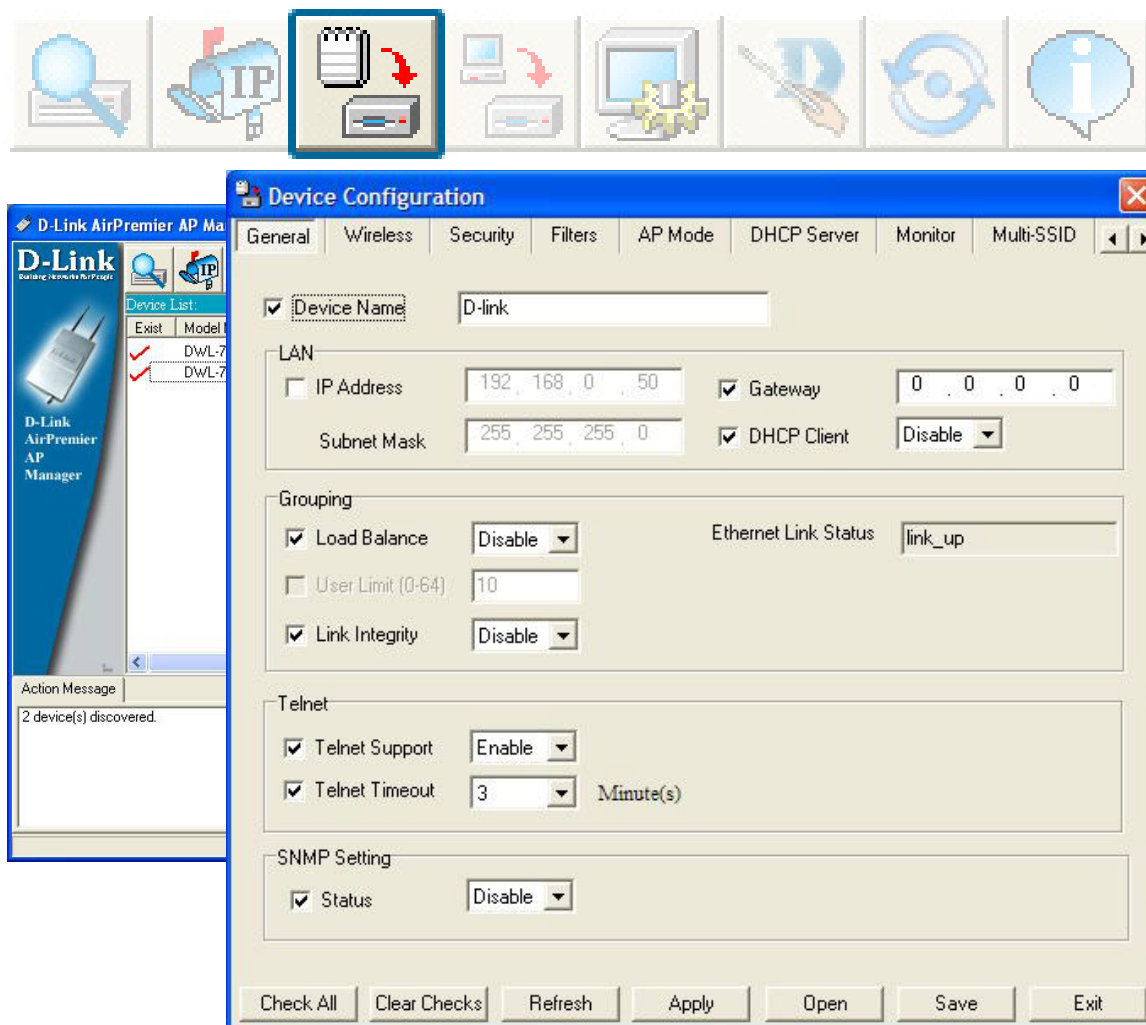 IP
Device Configuration
D-Link AirPremier AP Ma
General Wireless Security Filters AP Mode DHCP Server Monitor Multi-SSID
D-Link
Building Networks for People
IP
Device List:
Exist Model
DWL-7
DWL-7
D-Link
AirPremier
AP
Manager
Device Name D-link
LAN
IP Address 192 . 168 . 0 . 50 Gateway 0 . 0 . 0 . 0
Subnet Mask 255 . 255 . 255 . 0 DHCP Client Disable
Grouping
Load Balance Disable Ethernet Link Status link_up
User Limit (0-64) 10
Link Integrity Disable
Action Message
2 device(s) discovered.
Telnet
Telnet Support Enable
Telnet Timeout 3 Minute(s)
SNMP Setting
Status Disable
Check All Clear Checks Refresh Apply Open Save Exit